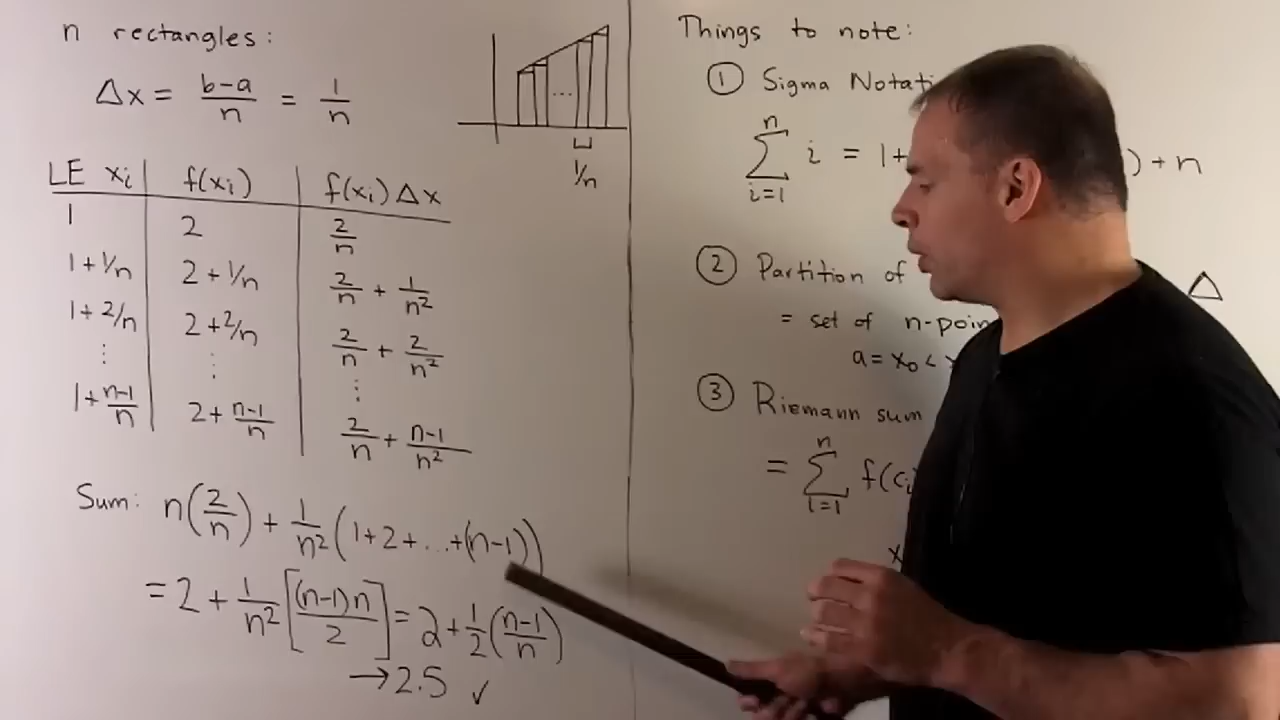 n rectangles:
Δx = b-a/n = 1/n
...
1/n
LE xᵢ | f(xᵢ) | f(xᵢ)Δx
1 | 2 | 2/n
1+1/n | 2+1/n | 2/n + 1/n²
1+2/n | 2+2/n | 2/n + 2/n²
⋮ | ⋮ | ⋮
1+n-1/n | 2+n-1/n | 2/n + n-1/n²
Sum: n(2/n) + 1/n²(1+2+...+(n-1))
= 2 + 1/n²[(n-1)n/2] = 2+1/2(n-1/n)
→2.5 ✓
Things to note:
① Sigma
n∑i=1 i = 1+ )+n
② Partition of Δ
= set of
a = x₀ <
③ Riemann sum
= n∑i=1 f(cᵢ
x